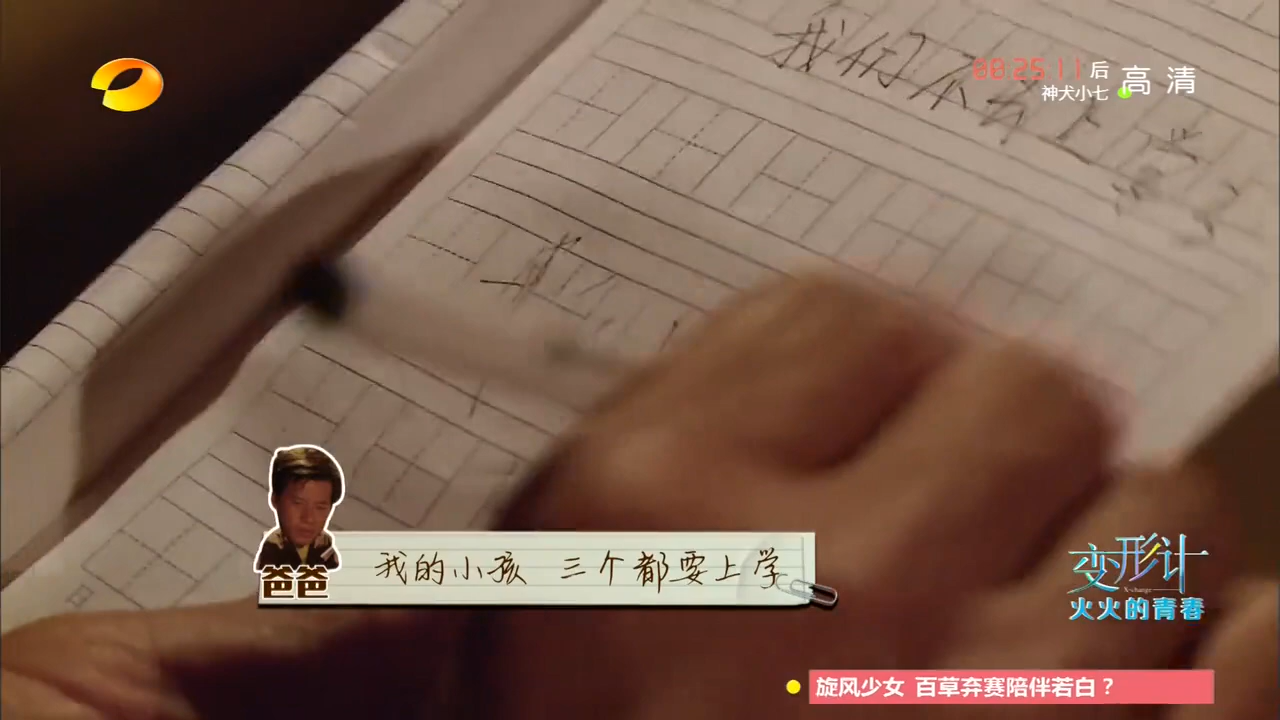 我们不去上学
00:25:11后
神犬小七
高清
爸爸
我的小孩 三个都要上学
变形计
X-change
火火的青春
旋风少女 百草弃赛陪伴若白？